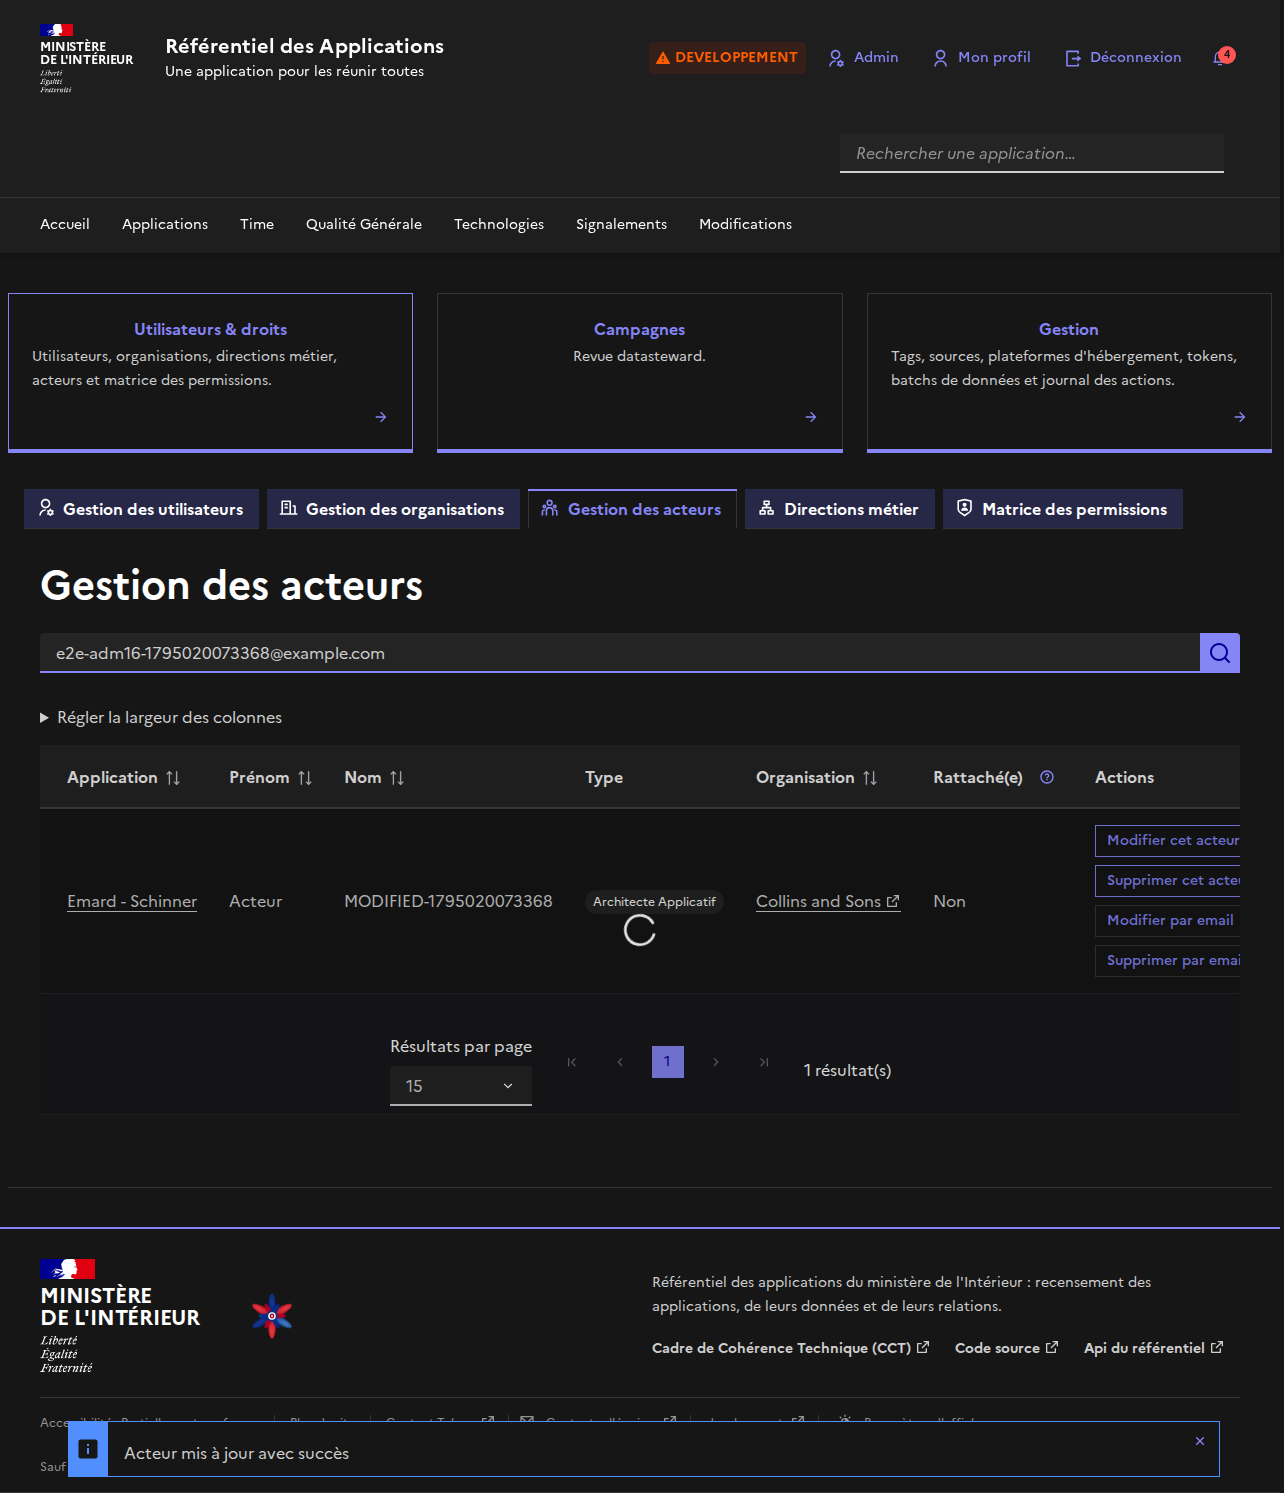 MINISTÈRE
DE L'INTÉRIEUR
Liberté
Égalité
Fraternité
Référentiel des Applications
Une application pour les réunir toutes
DEVELOPPEMENT
Admin
Mon profil
Déconnexion
4
Rechercher une application...
Accueil
Applications
Time
Qualité Générale
Technologies
Signalements
Modifications
Utilisateurs & droits
Utilisateurs, organisations, directions métier,
acteurs et matrice des permissions.
Campagnes
Revue datasteward.
Gestion
Tags, sources, plateformes d'hébergement, tokens,
batchs de données et journal des actions.
Gestion des utilisateurs
Gestion des organisations
Gestion des acteurs
Directions métier
Matrice des permissions
Gestion des acteurs
e2e-adm16-1795020073368@example.com
Régler la largeur des colonnes
Application
Prénom
Nom
Type
Organisation
Rattaché(e)
Actions
Emard - Schinner
Acteur
MODIFIED-1795020073368
Architecte Applicatif
Collins and Sons
Non
Modifier cet acteur
Supprimer cet acteu
Modifier par email
Supprimer par emai
Résultats par page
15
1
1 résultat(s)
MINISTÈRE
DE L'INTÉRIEUR
Liberté
Égalité
Fraternité
Référentiel des applications du ministère de l'Intérieur : recensement des
applications, de leurs données et de leurs relations.
Cadre de Cohérence Technique (CCT)
Code source
Api du référentiel
Sauf
Acteur mis à jour avec succès